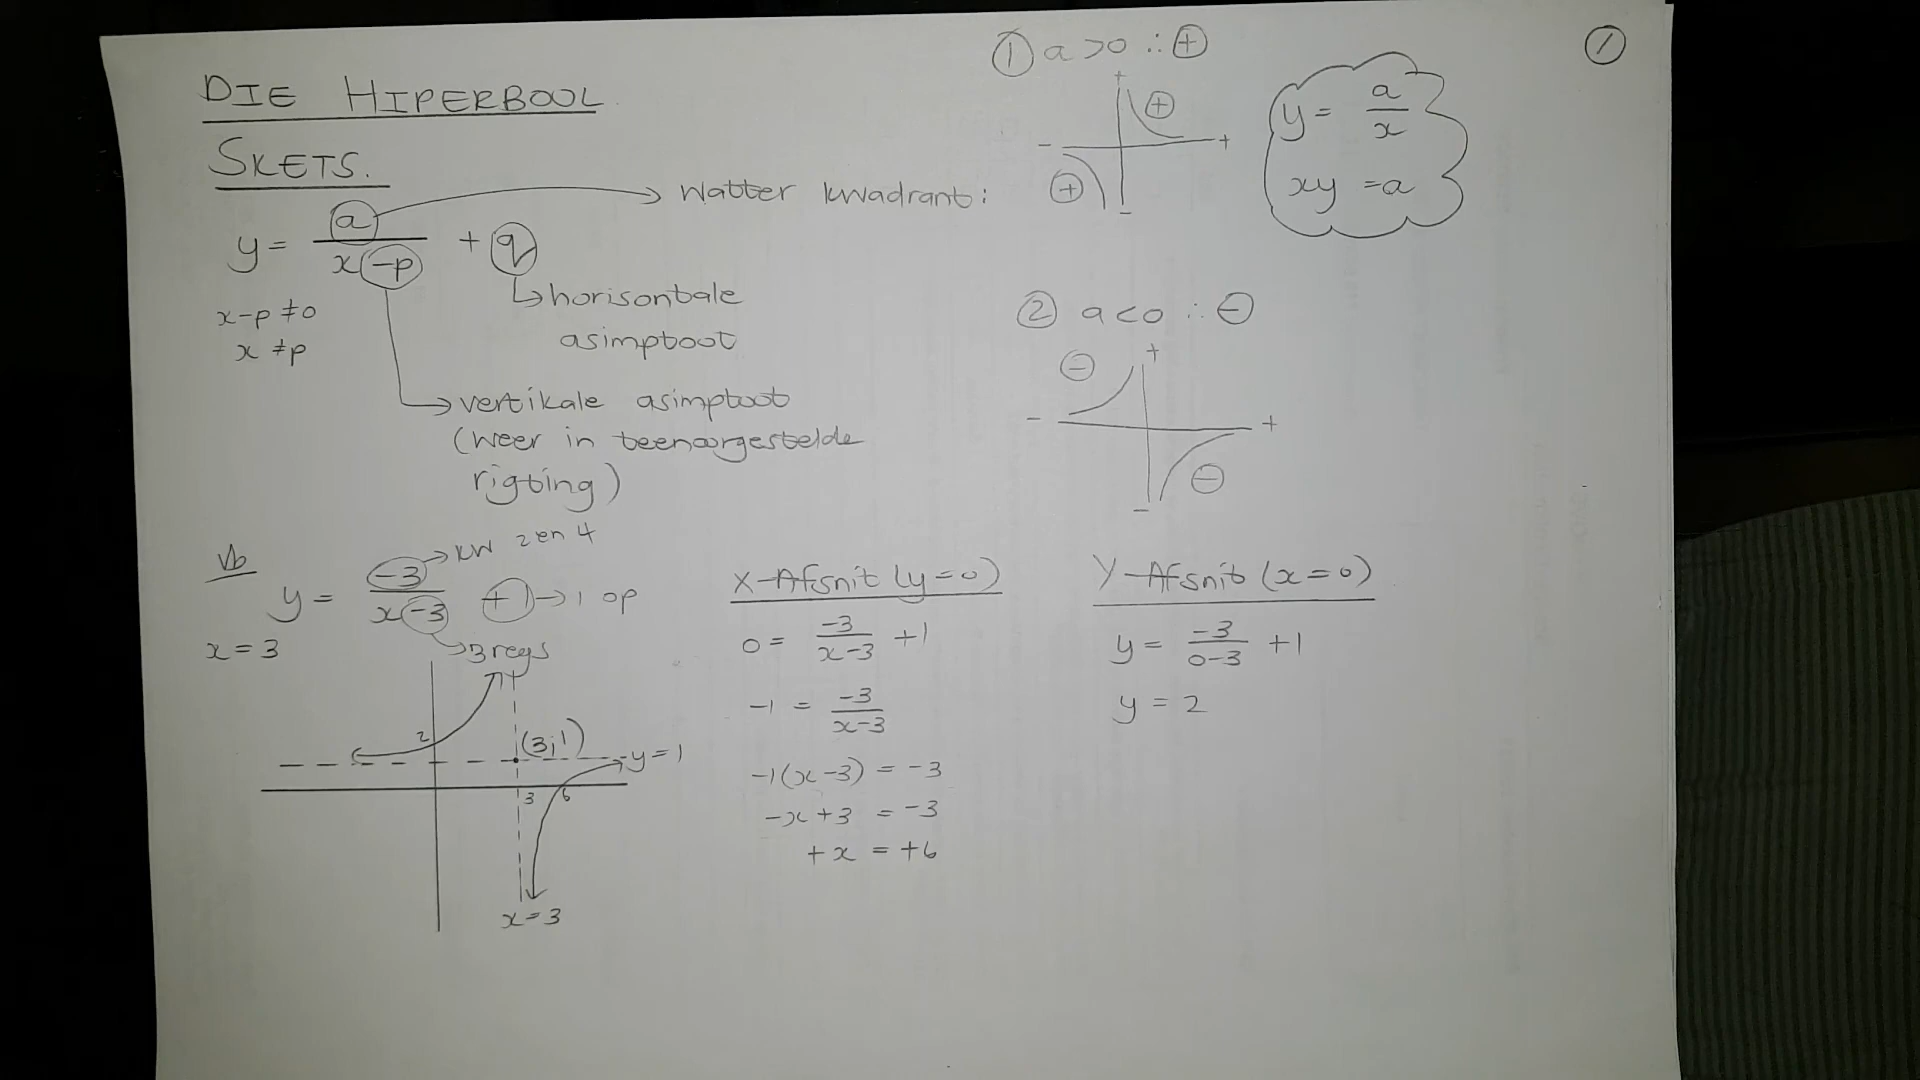 ①
DIE HIPERBOOL
SKETS.
y = a/(x-p) + q
→ Watter kwadrant:
x-p ≠ 0
x ≠ p
↳ horisontale
asimptoot
→ vertikale asimptoot
(weer in teenoorgestelde
rigting)
① a > 0 ∴ ⊕
+
⊕
- +
⊕
-
y = a/x
xy = a
② a < 0 ∴ ⊖
⊖ +
- +
⊖
-
Vb
y = -3/(x-3) + 1
→ kw 2 en 4
→ 1 op
→ 3 regs
x = 3
2
(3;1)
y = 1
3 6
x = 3
X-Afsnit (y=0)
0 = -3/(x-3) + 1
-1 = -3/(x-3)
-1(x-3) = -3
-x+3 = -3
+x = +6
Y-Afsnit (x=0)
y = -3/(0-3) + 1
y = 2